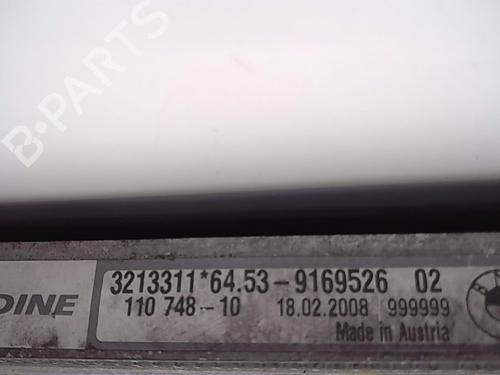 B-PARTS
3213311*64.53-9169526 02
DINE
110 748-10 18.02.2008 999999
Made in Austria